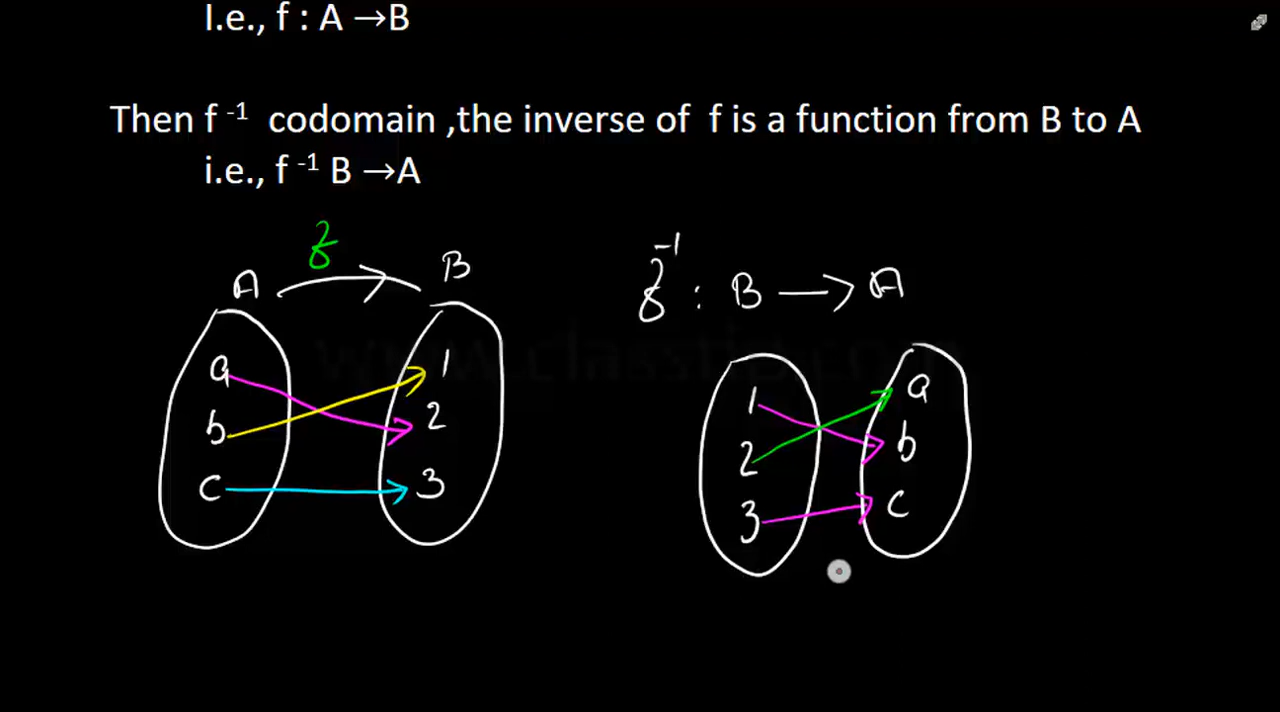 I.e., f : A →B
Then f -1 codomain ,the inverse of f is a function from B to A
i.e., f -1 B →A
f
A B
f-1 : B → A
a 1
b 2
c 3
1 a
2 b
3 c